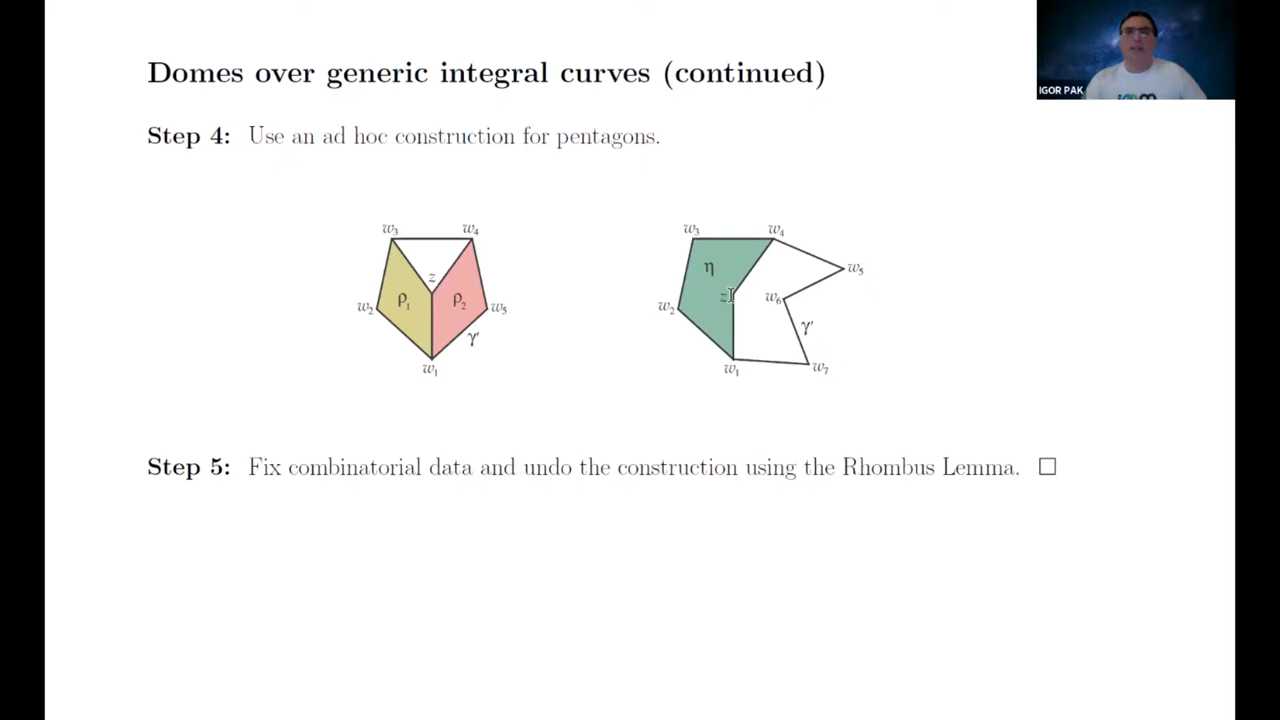 Domes over generic integral curves (continued)
IGOR PAK
Step 4: Use an ad hoc construction for pentagons.
w₃ w₄ w₃ w₄
z η w₅
w₂ ρ₁ ρ₂ w₅ w₂ z w₆
γ' γ'
w₁ w₁ w₇
Step 5: Fix combinatorial data and undo the construction using the Rhombus Lemma. □